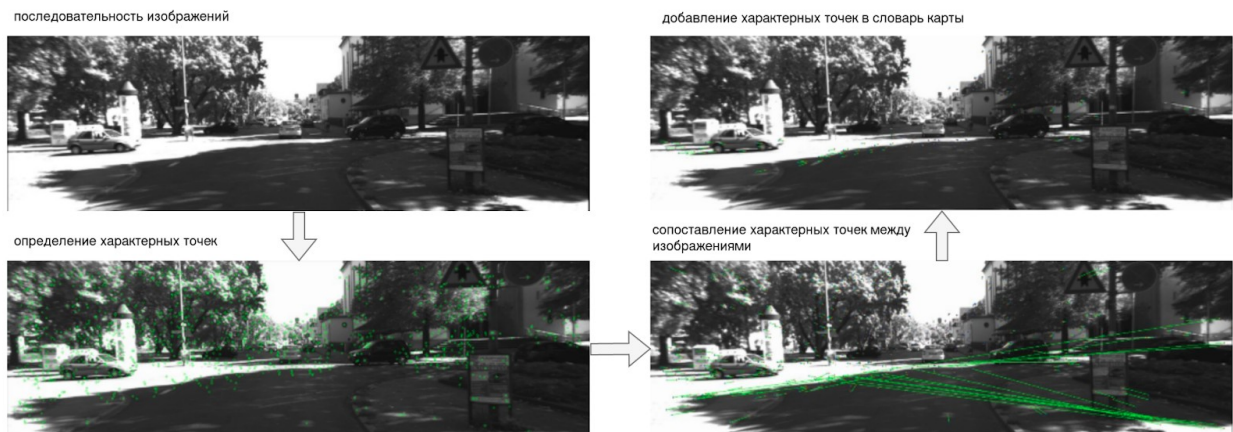 последовательность изображений
определение характерных точек
сопоставление характерных точек между
изображениями
добавление характерных точек в словарь карты